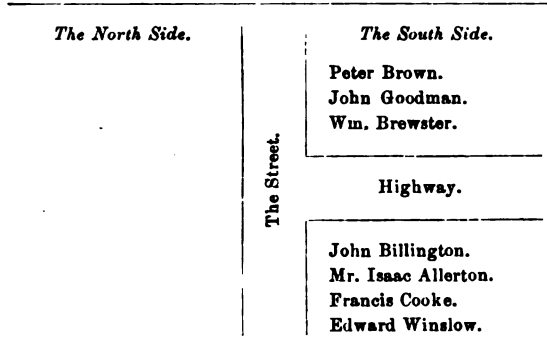 The North Side.
The South Side.
Peter Brown.
John Goodman.
Wm. Brewster.
The Street.
Highway.
John Billington.
Mr. Isaac Allerton.
Francis Cooke.
Edward Winslow.